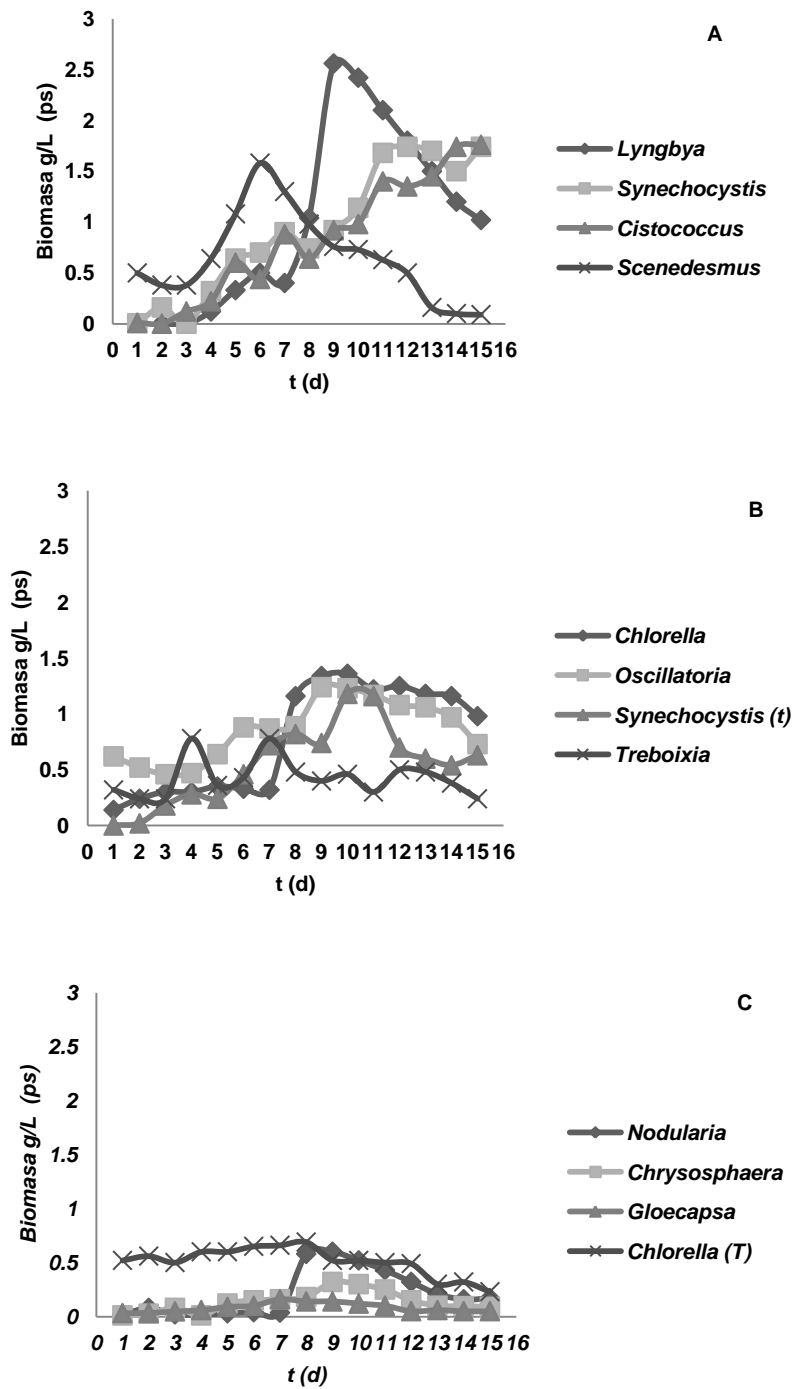 A
Biomasa g/L (ps)
3
2.5
2
1.5
1
0.5
0
0 1 2 3 4 5 6 7 8 9 10 11 12 13 14 15 16
t (d)
Lyngbya
Synechocystis
Cistococcus
Scenedesmus
B
Biomasa g/L (ps)
3
2.5
2
1.5
1
0.5
0
0 1 2 3 4 5 6 7 8 9 10 11 12 13 14 15 16
t (d)
Chlorella
Oscillatoria
Synechocystis (t)
Treboixia
C
Biomasa g/L (ps)
3
2.5
2
1.5
1
0.5
0
0 1 2 3 4 5 6 7 8 9 10 11 12 13 14 15 16
t (d)
Nodularia
Chrysosphaera
Gloecapsa
Chlorella (T)